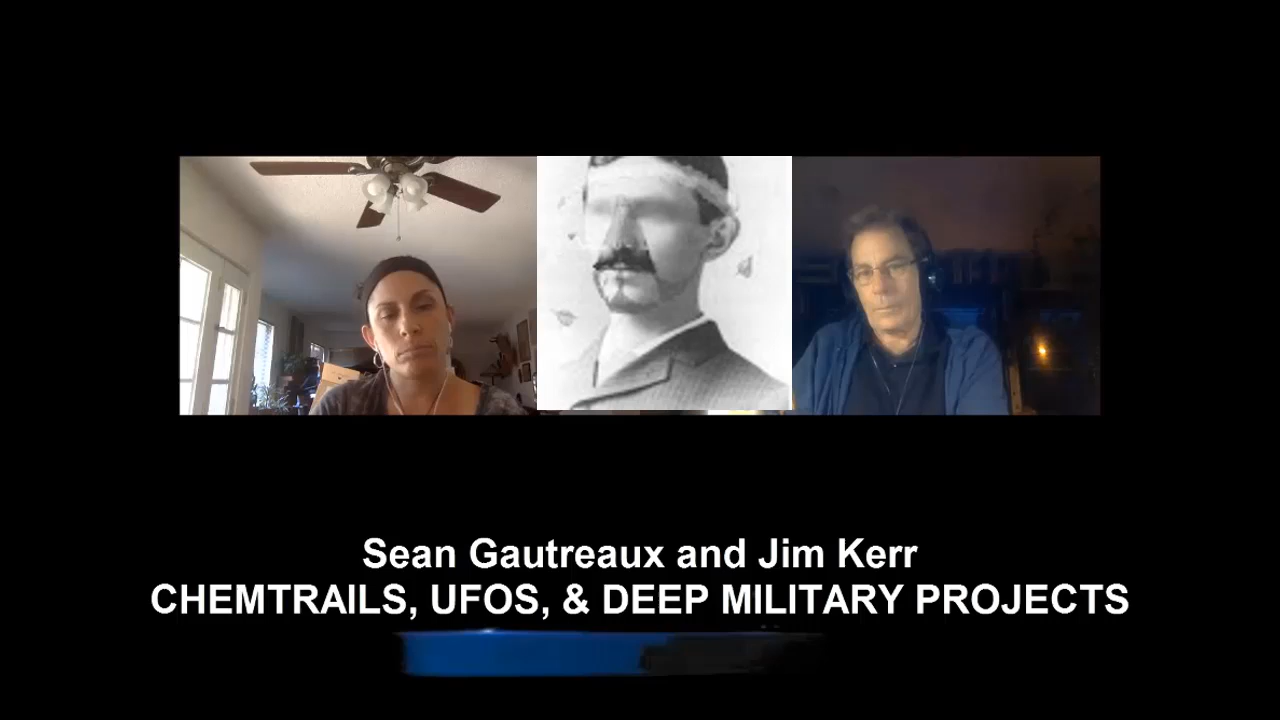 Sean Gautreaux and Jim Kerr
CHEMTRAILS, UFOS, & DEEP MILITARY PROJECTS